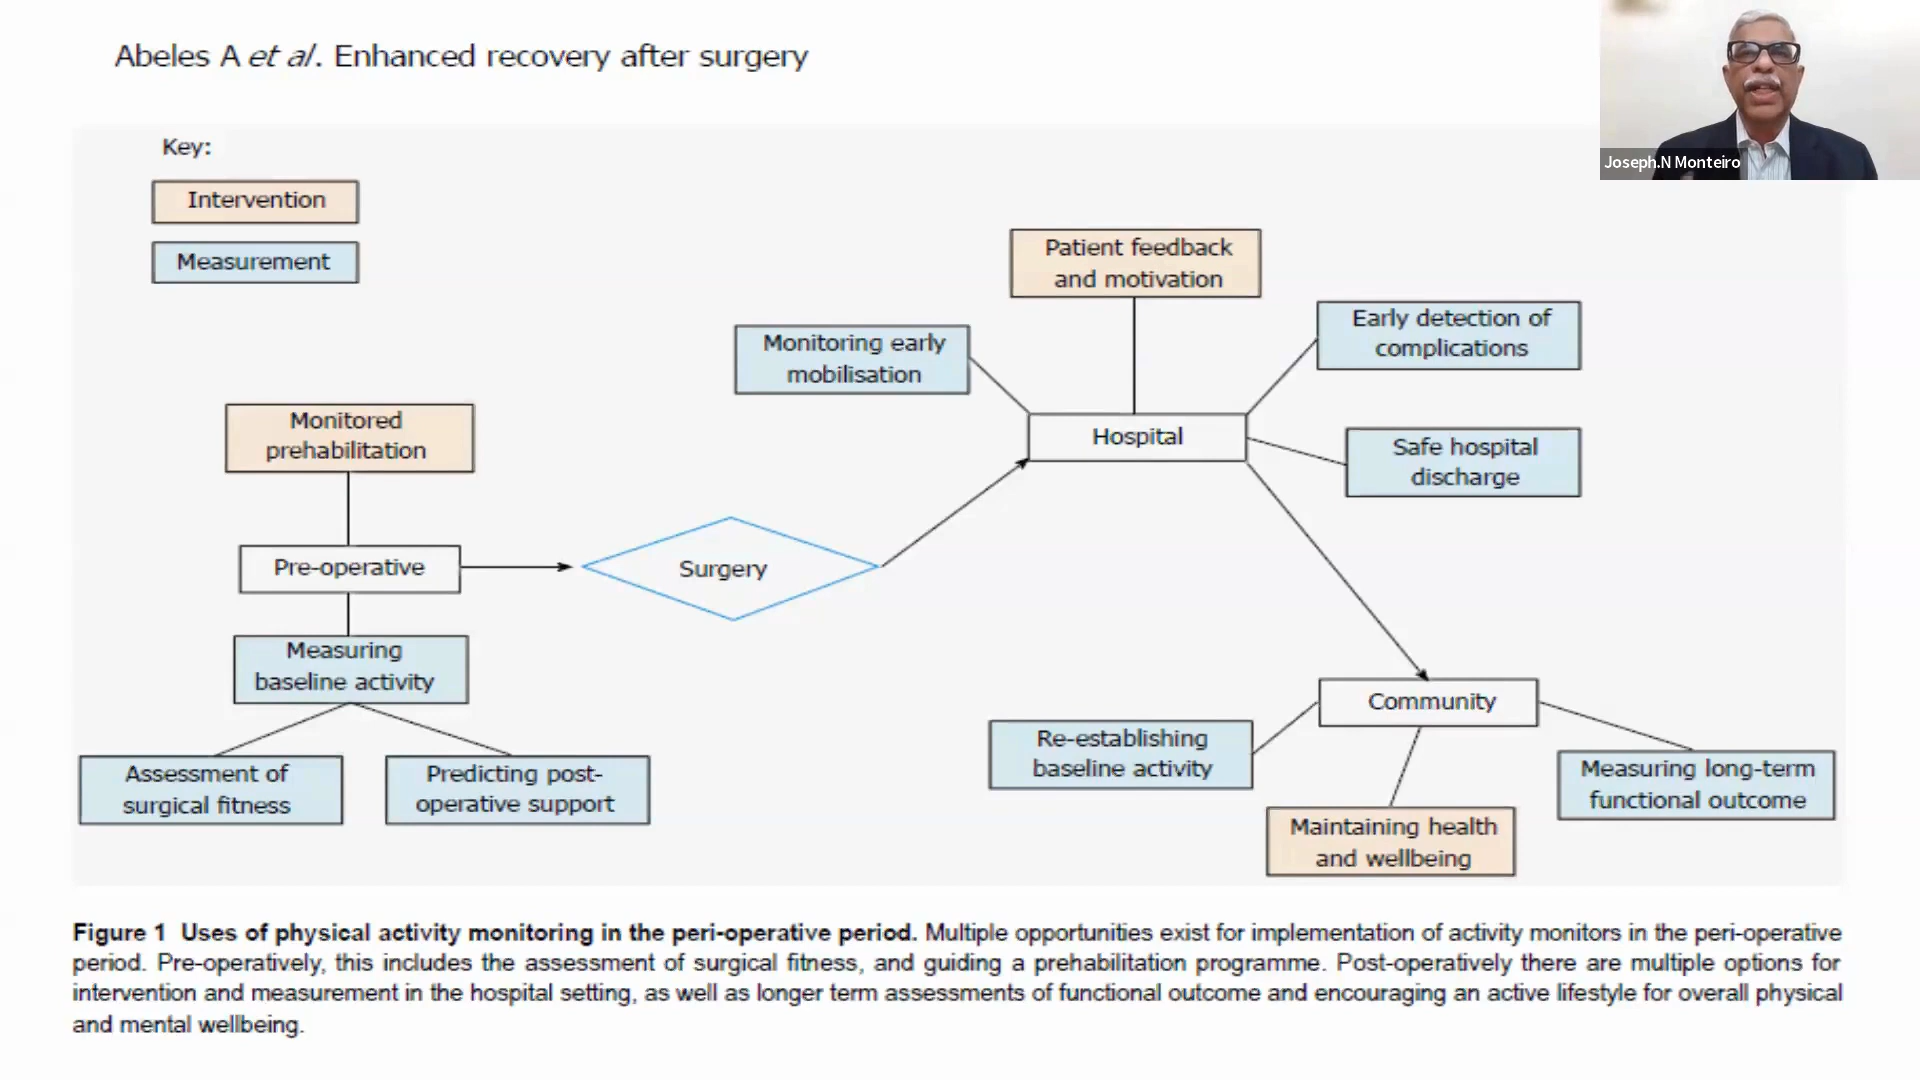 Abeles A et al. Enhanced recovery after surgery
Joseph.N Monteiro
Key:
Intervention
Measurement
Patient feedback
and motivation
Monitoring early
mobilisation
Early detection of
complications
Hospital
Safe hospital
discharge
Monitored
prehabilitation
Pre-operative
Surgery
Measuring
baseline activity
Assessment of
surgical fitness
Predicting post-
operative support
Community
Re-establishing
baseline activity
Maintaining health
and wellbeing
Measuring long-term
functional outcome
Figure 1 Uses of physical activity monitoring in the peri-operative period. Multiple opportunities exist for implementation of activity monitors in the peri-operative
period. Pre-operatively, this includes the assessment of surgical fitness, and guiding a prehabilitation programme. Post-operatively there are multiple options for
intervention and measurement in the hospital setting, as well as longer term assessments of functional outcome and encouraging an active lifestyle for overall physical
and mental wellbeing.